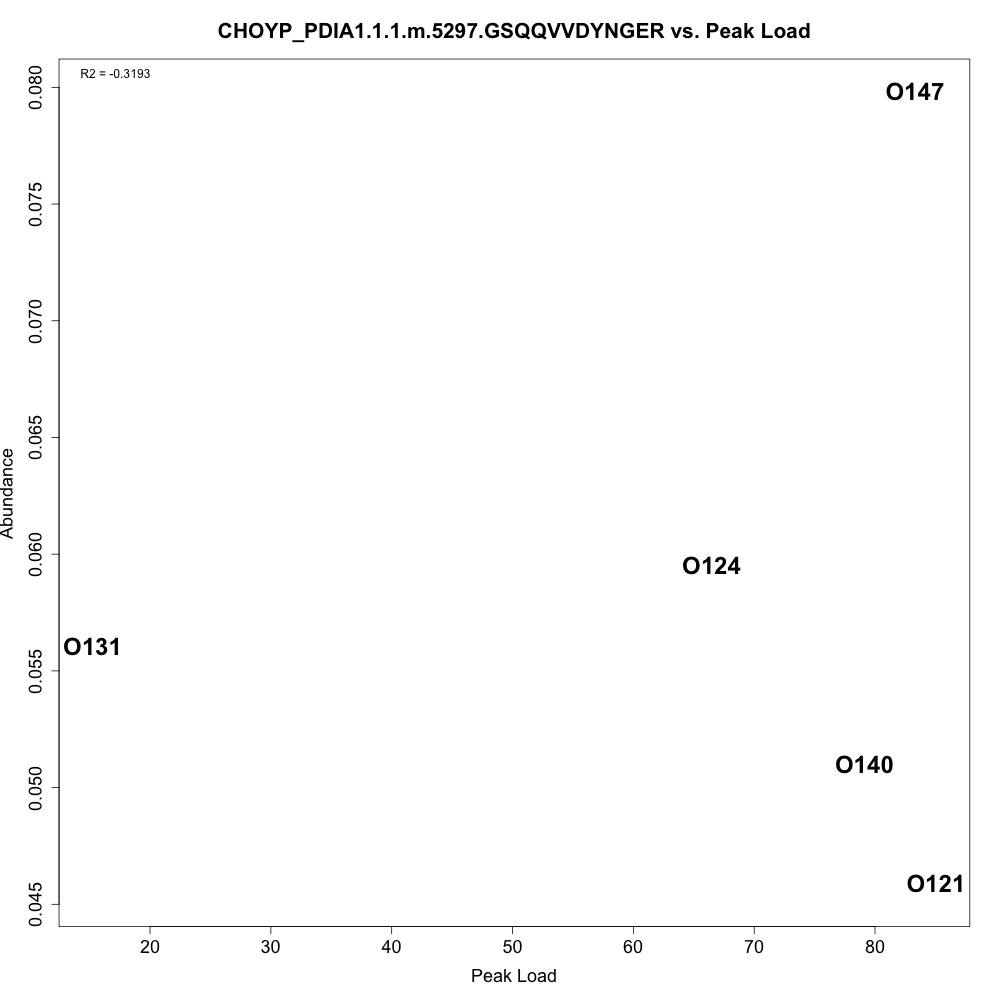 CHOYP_PDIA1.1.1.m.5297.GSQQVVDYNGER vs. Peak Load
R2 = -0.3193
0.080
0.075
0.070
0.065
0.060
0.055
0.050
0.045
Abundance
O147
O124
O131
O140
O121
20 30 40 50 60 70 80
Peak Load